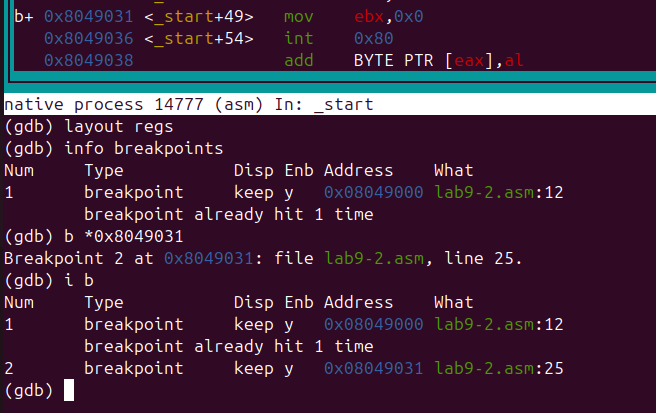 b+ 0x8049031 <_start+49>   mov    ebx,0x0
   0x8049036 <_start+54>   int    0x80
   0x8049038               add    BYTE PTR [eax],al
native process 14777 (asm) In: _start
(gdb) layout regs
(gdb) info breakpoints
Num     Type           Disp Enb Address    What
1       breakpoint     keep y   0x08049000 lab9-2.asm:12
        breakpoint already hit 1 time
(gdb) b *0x8049031
Breakpoint 2 at 0x8049031: file lab9-2.asm, line 25.
(gdb) i b
Num     Type           Disp Enb Address    What
1       breakpoint     keep y   0x08049000 lab9-2.asm:12
        breakpoint already hit 1 time
2       breakpoint     keep y   0x08049031 lab9-2.asm:25
(gdb)